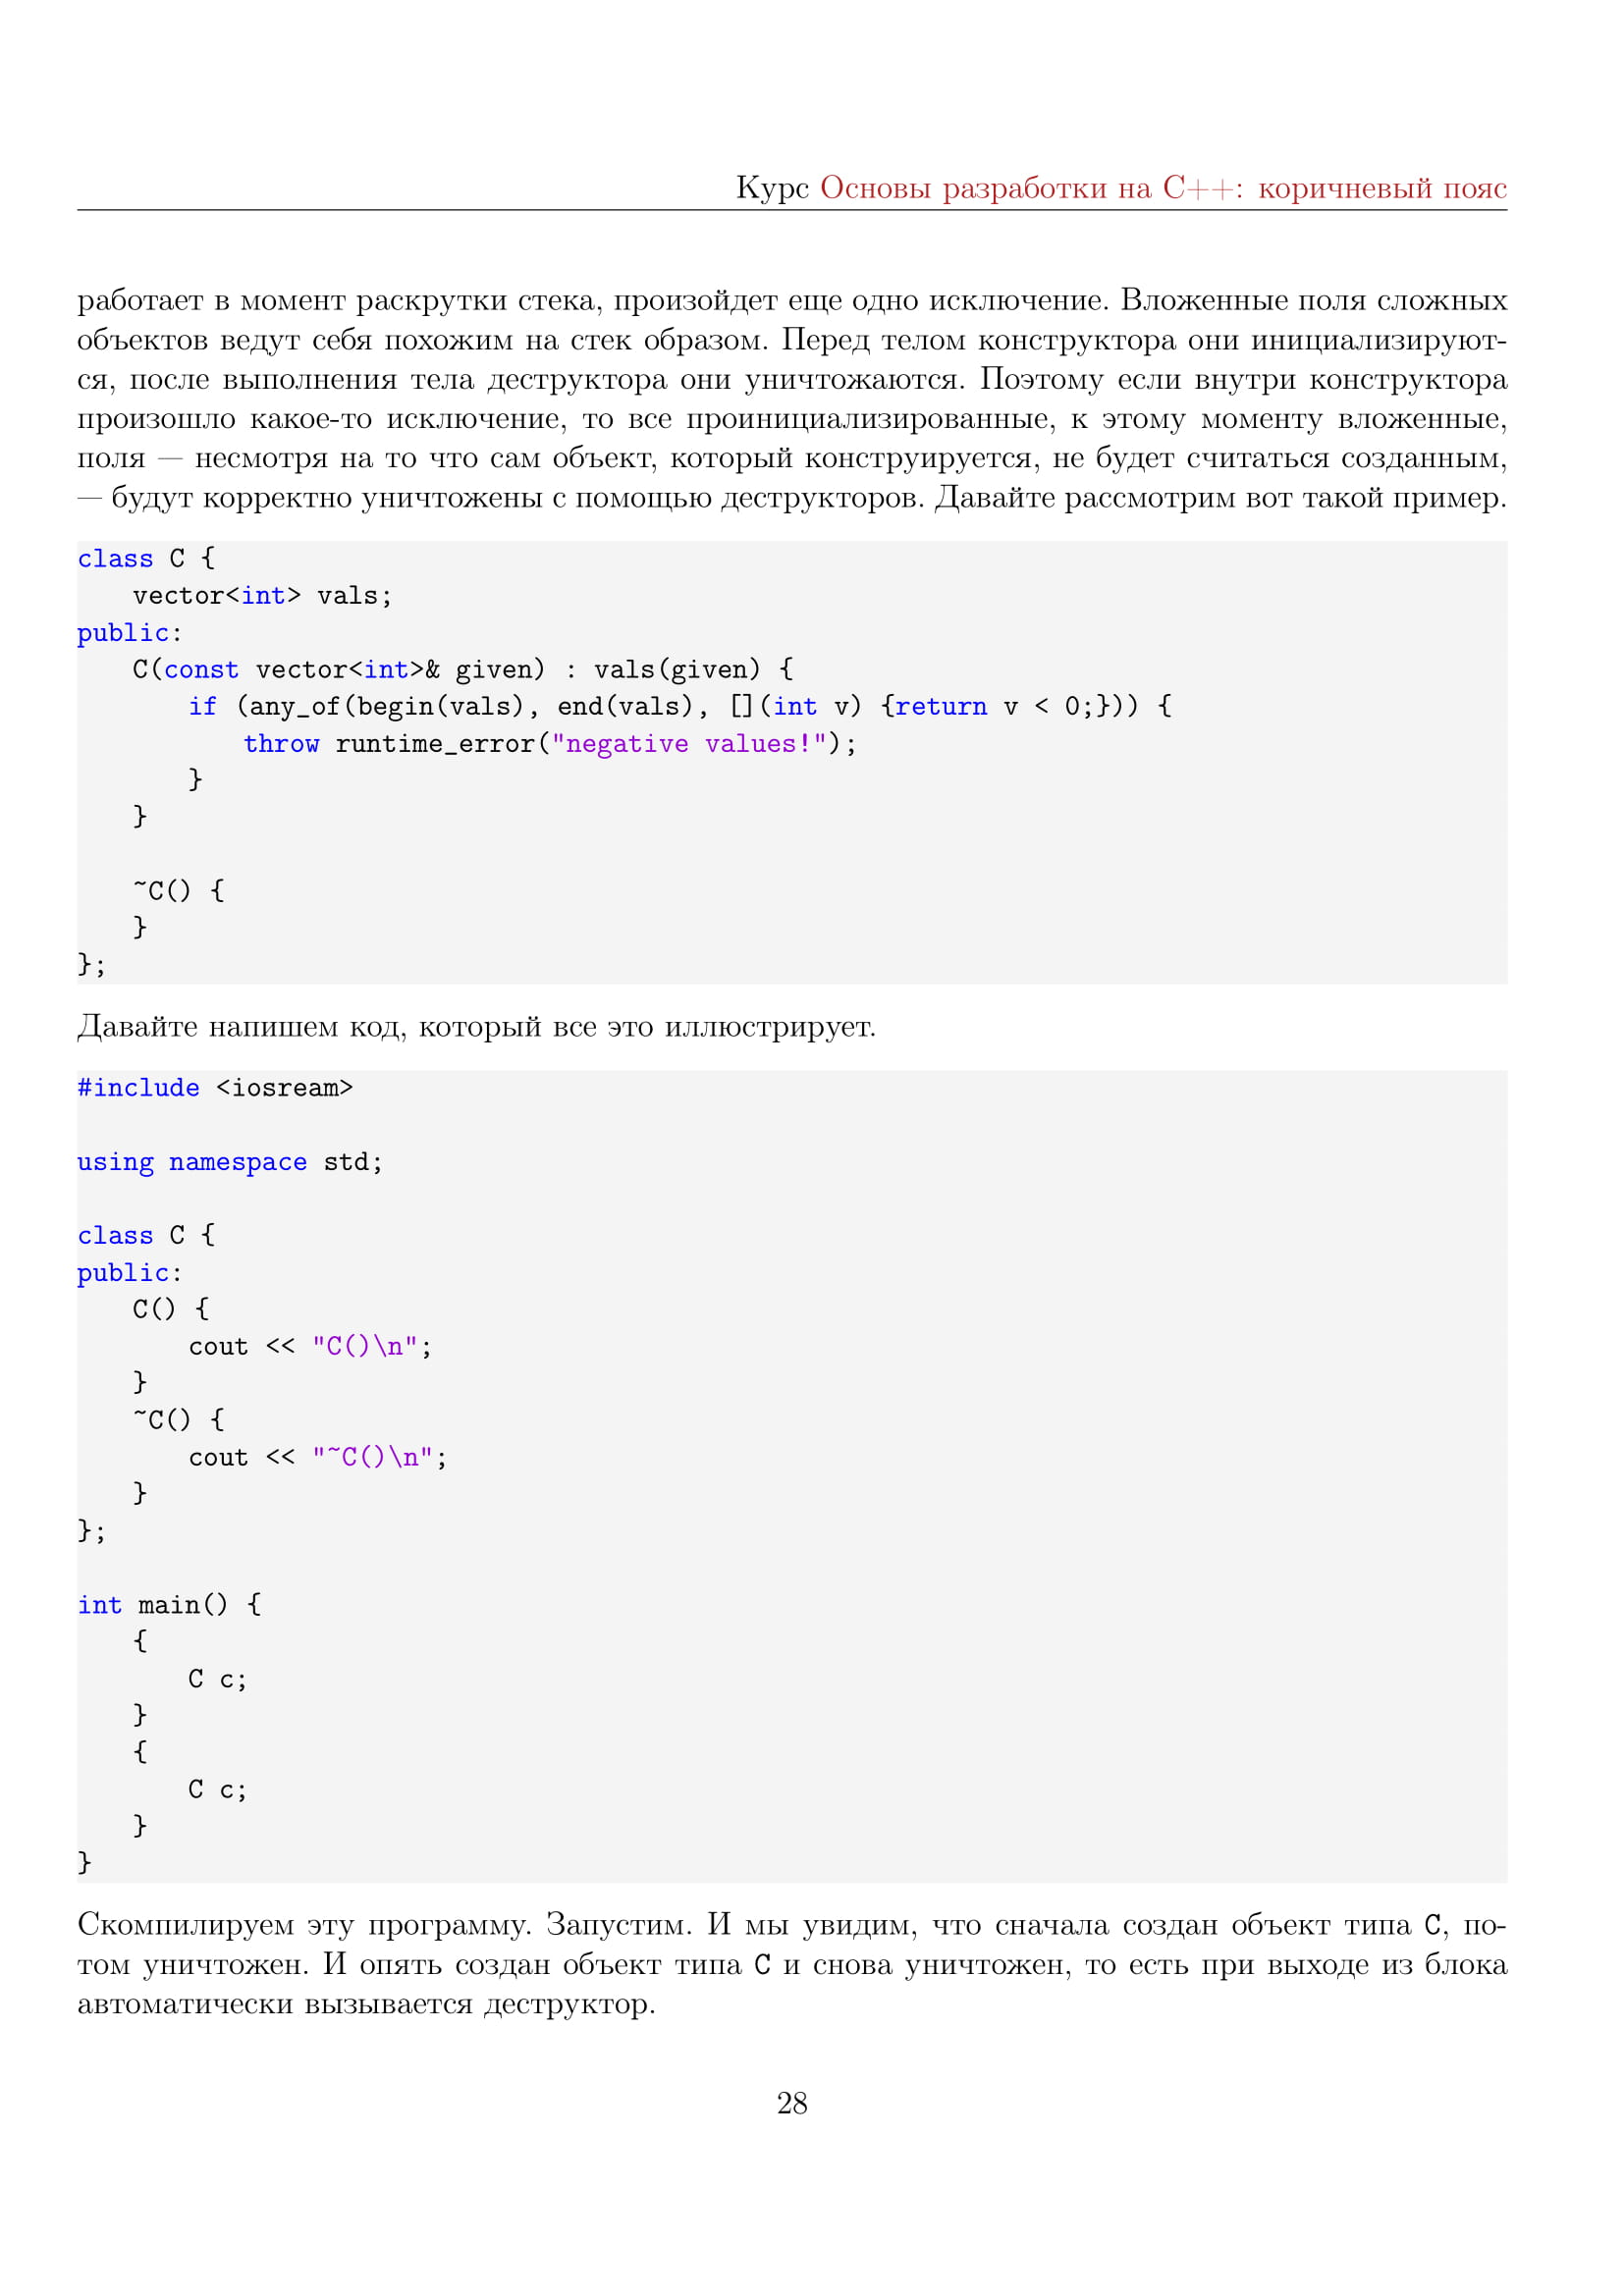 Курс Основы разработки на C++: коричневый пояс
работает в момент раскрутки стека, произойдет еще одно исключение. Вложенные поля сложных
объектов ведут себя похожим на стек образом. Перед телом конструктора они инициализируют-
ся, после выполнения тела деструктора они уничтожаются. Поэтому если внутри конструктора
произошло какое-то исключение, то все проинициализированные, к этому моменту вложенные,
поля — несмотря на то что сам объект, который конструируется, не будет считаться созданным,
— будут корректно уничтожены с помощью деструкторов. Давайте рассмотрим вот такой пример.
class C {
    vector<int> vals;
public:
    C(const vector<int>& given) : vals(given) {
        if (any_of(begin(vals), end(vals), [](int v) {return v < 0;})) {
            throw runtime_error("negative values!");
        }
    }
    ~C() {
    }
};
Давайте напишем код, который все это иллюстрирует.
#include <iosream>
using namespace std;
class C {
public:
    C() {
        cout << "C()\n";
    }
    ~C() {
        cout << "~C()\n";
    }
};
int main() {
    {
        C c;
    }
    {
        C c;
    }
}
Скомпилируем эту программу. Запустим. И мы увидим, что сначала создан объект типа C, по-
том уничтожен. И опять создан объект типа C и снова уничтожен, то есть при выходе из блока
автоматически вызывается деструктор.
28